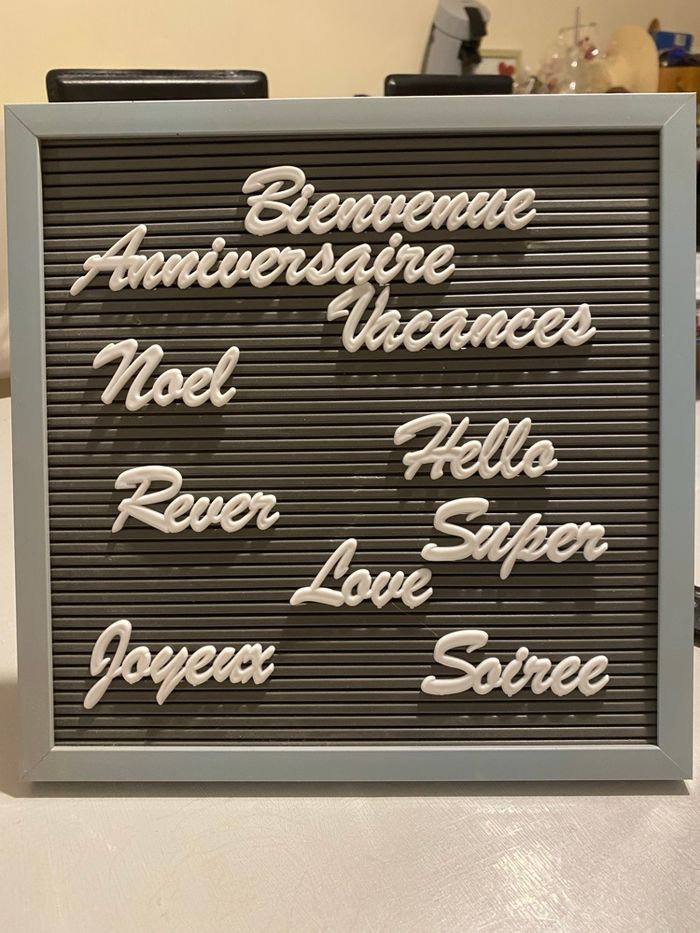 Bienvenue
Anniversaire
Vacances
Noel
Hello
Rever
Super
Love
Joyeux
Soiree